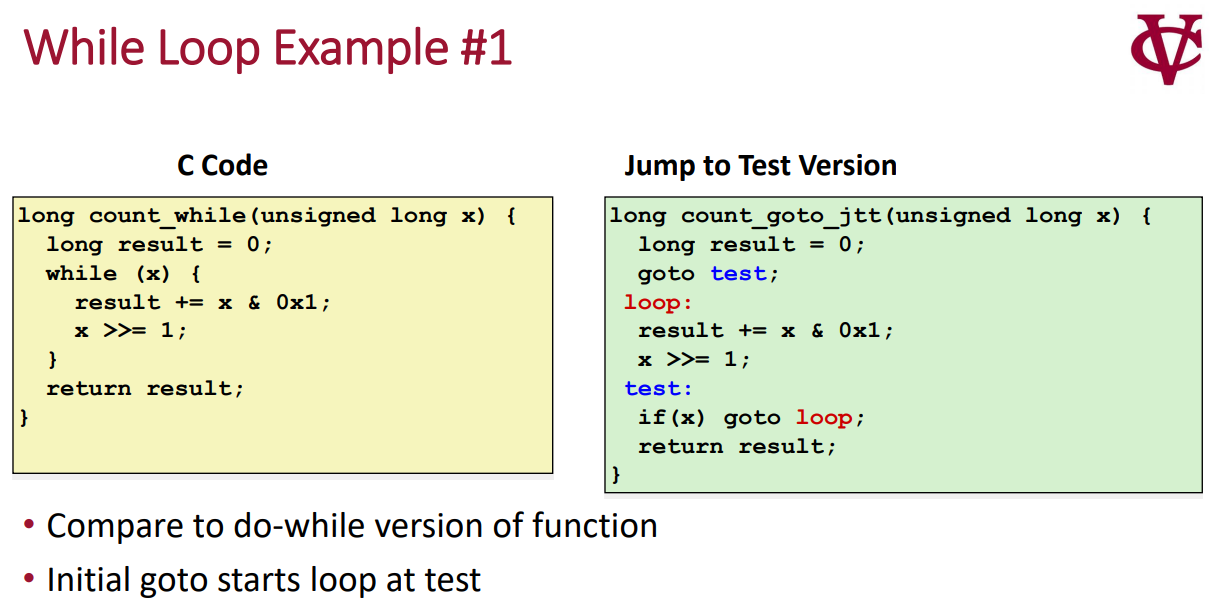 While Loop Example #1
VC
C Code
long count_while(unsigned long x) {
  long result = 0;
  while (x) {
    result += x & 0x1;
    x >>= 1;
  }
  return result;
}
Jump to Test Version
long count_goto_jtt(unsigned long x) {
  long result = 0;
  goto test;
 loop:
  result += x & 0x1;
  x >>= 1;
 test:
  if(x) goto loop;
  return result;
}
• Compare to do-while version of function
• Initial goto starts loop at test